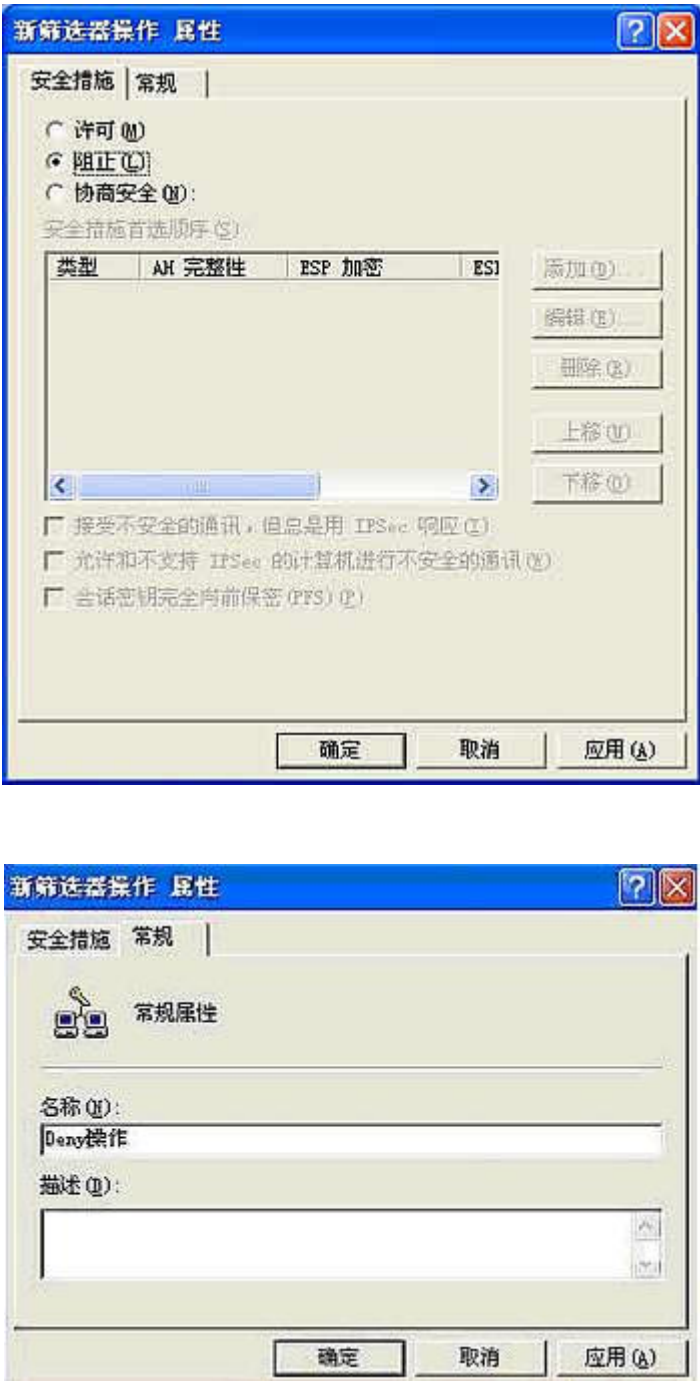 新筛选器操作 属性
安全措施 常规
许可(M)
阻止(L)
协商安全(N):
安全措施首选顺序(S)
类型 AH 完整性 ESP 加密 ESI
添加(D)...
编辑(E)...
删除(R)
上移(U)
下移(O)
接受不安全的通讯，但总是用 IPSec 响应(T)
允许和不支持 IPSec 的计算机进行不安全的通讯(W)
会话密钥完全向前保密(PFS)(P)
确定 取消 应用(A)
新筛选器操作 属性
安全措施 常规
常规属性
名称(N):
Deny操作
描述(D):
确定 取消 应用(A)